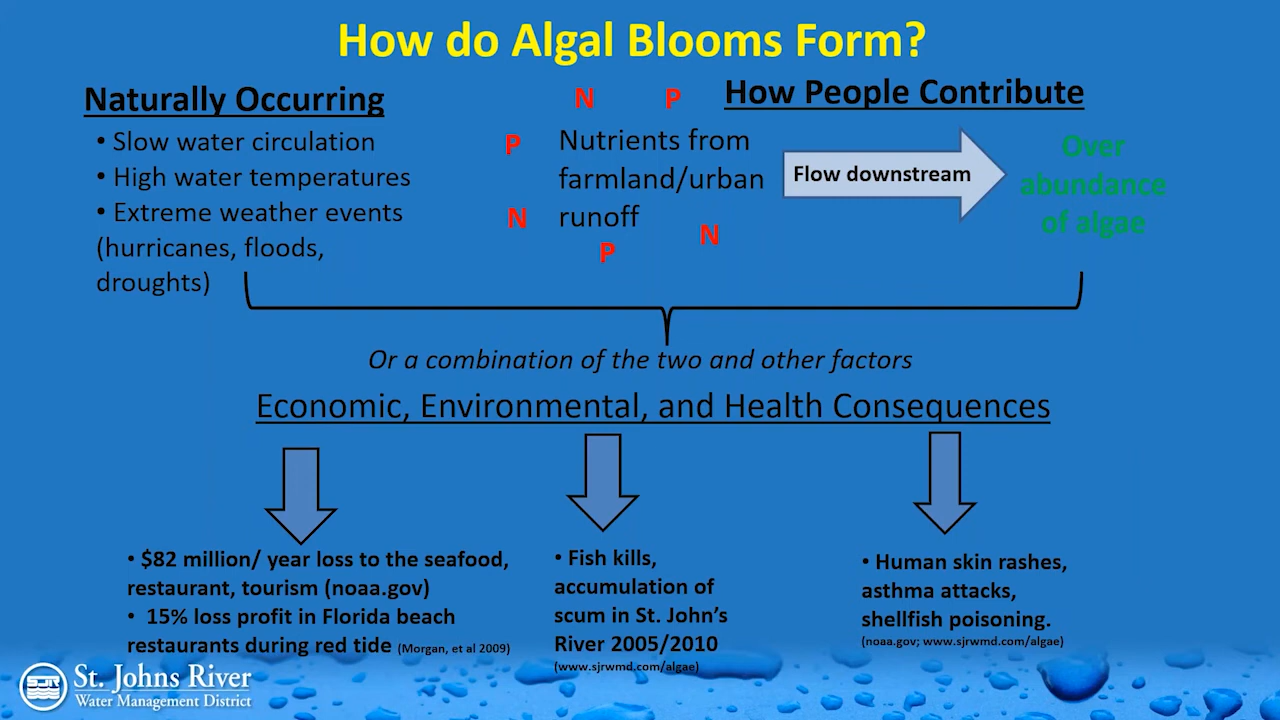 How do Algal Blooms Form?
Naturally Occurring
• Slow water circulation
• High water temperatures
• Extreme weather events
(hurricanes, floods,
droughts)
N
P
P
N
P
N
Nutrients from
farmland/urban
runoff
How People Contribute
Flow downstream
Over
abundance
of algae
Or a combination of the two and other factors
Economic, Environmental, and Health Consequences
• $82 million/ year loss to the seafood,
restaurant, tourism (noaa.gov)
• 15% loss profit in Florida beach
restaurants during red tide (Morgan, et al 2009)
• Fish kills,
accumulation of
scum in St. John’s
River 2005/2010
(www.sjrwmd.com/algae)
• Human skin rashes,
asthma attacks,
shellfish poisoning.
(noaa.gov; www.sjrwmd.com/algae)
SJR
St. Johns River
Water Management District